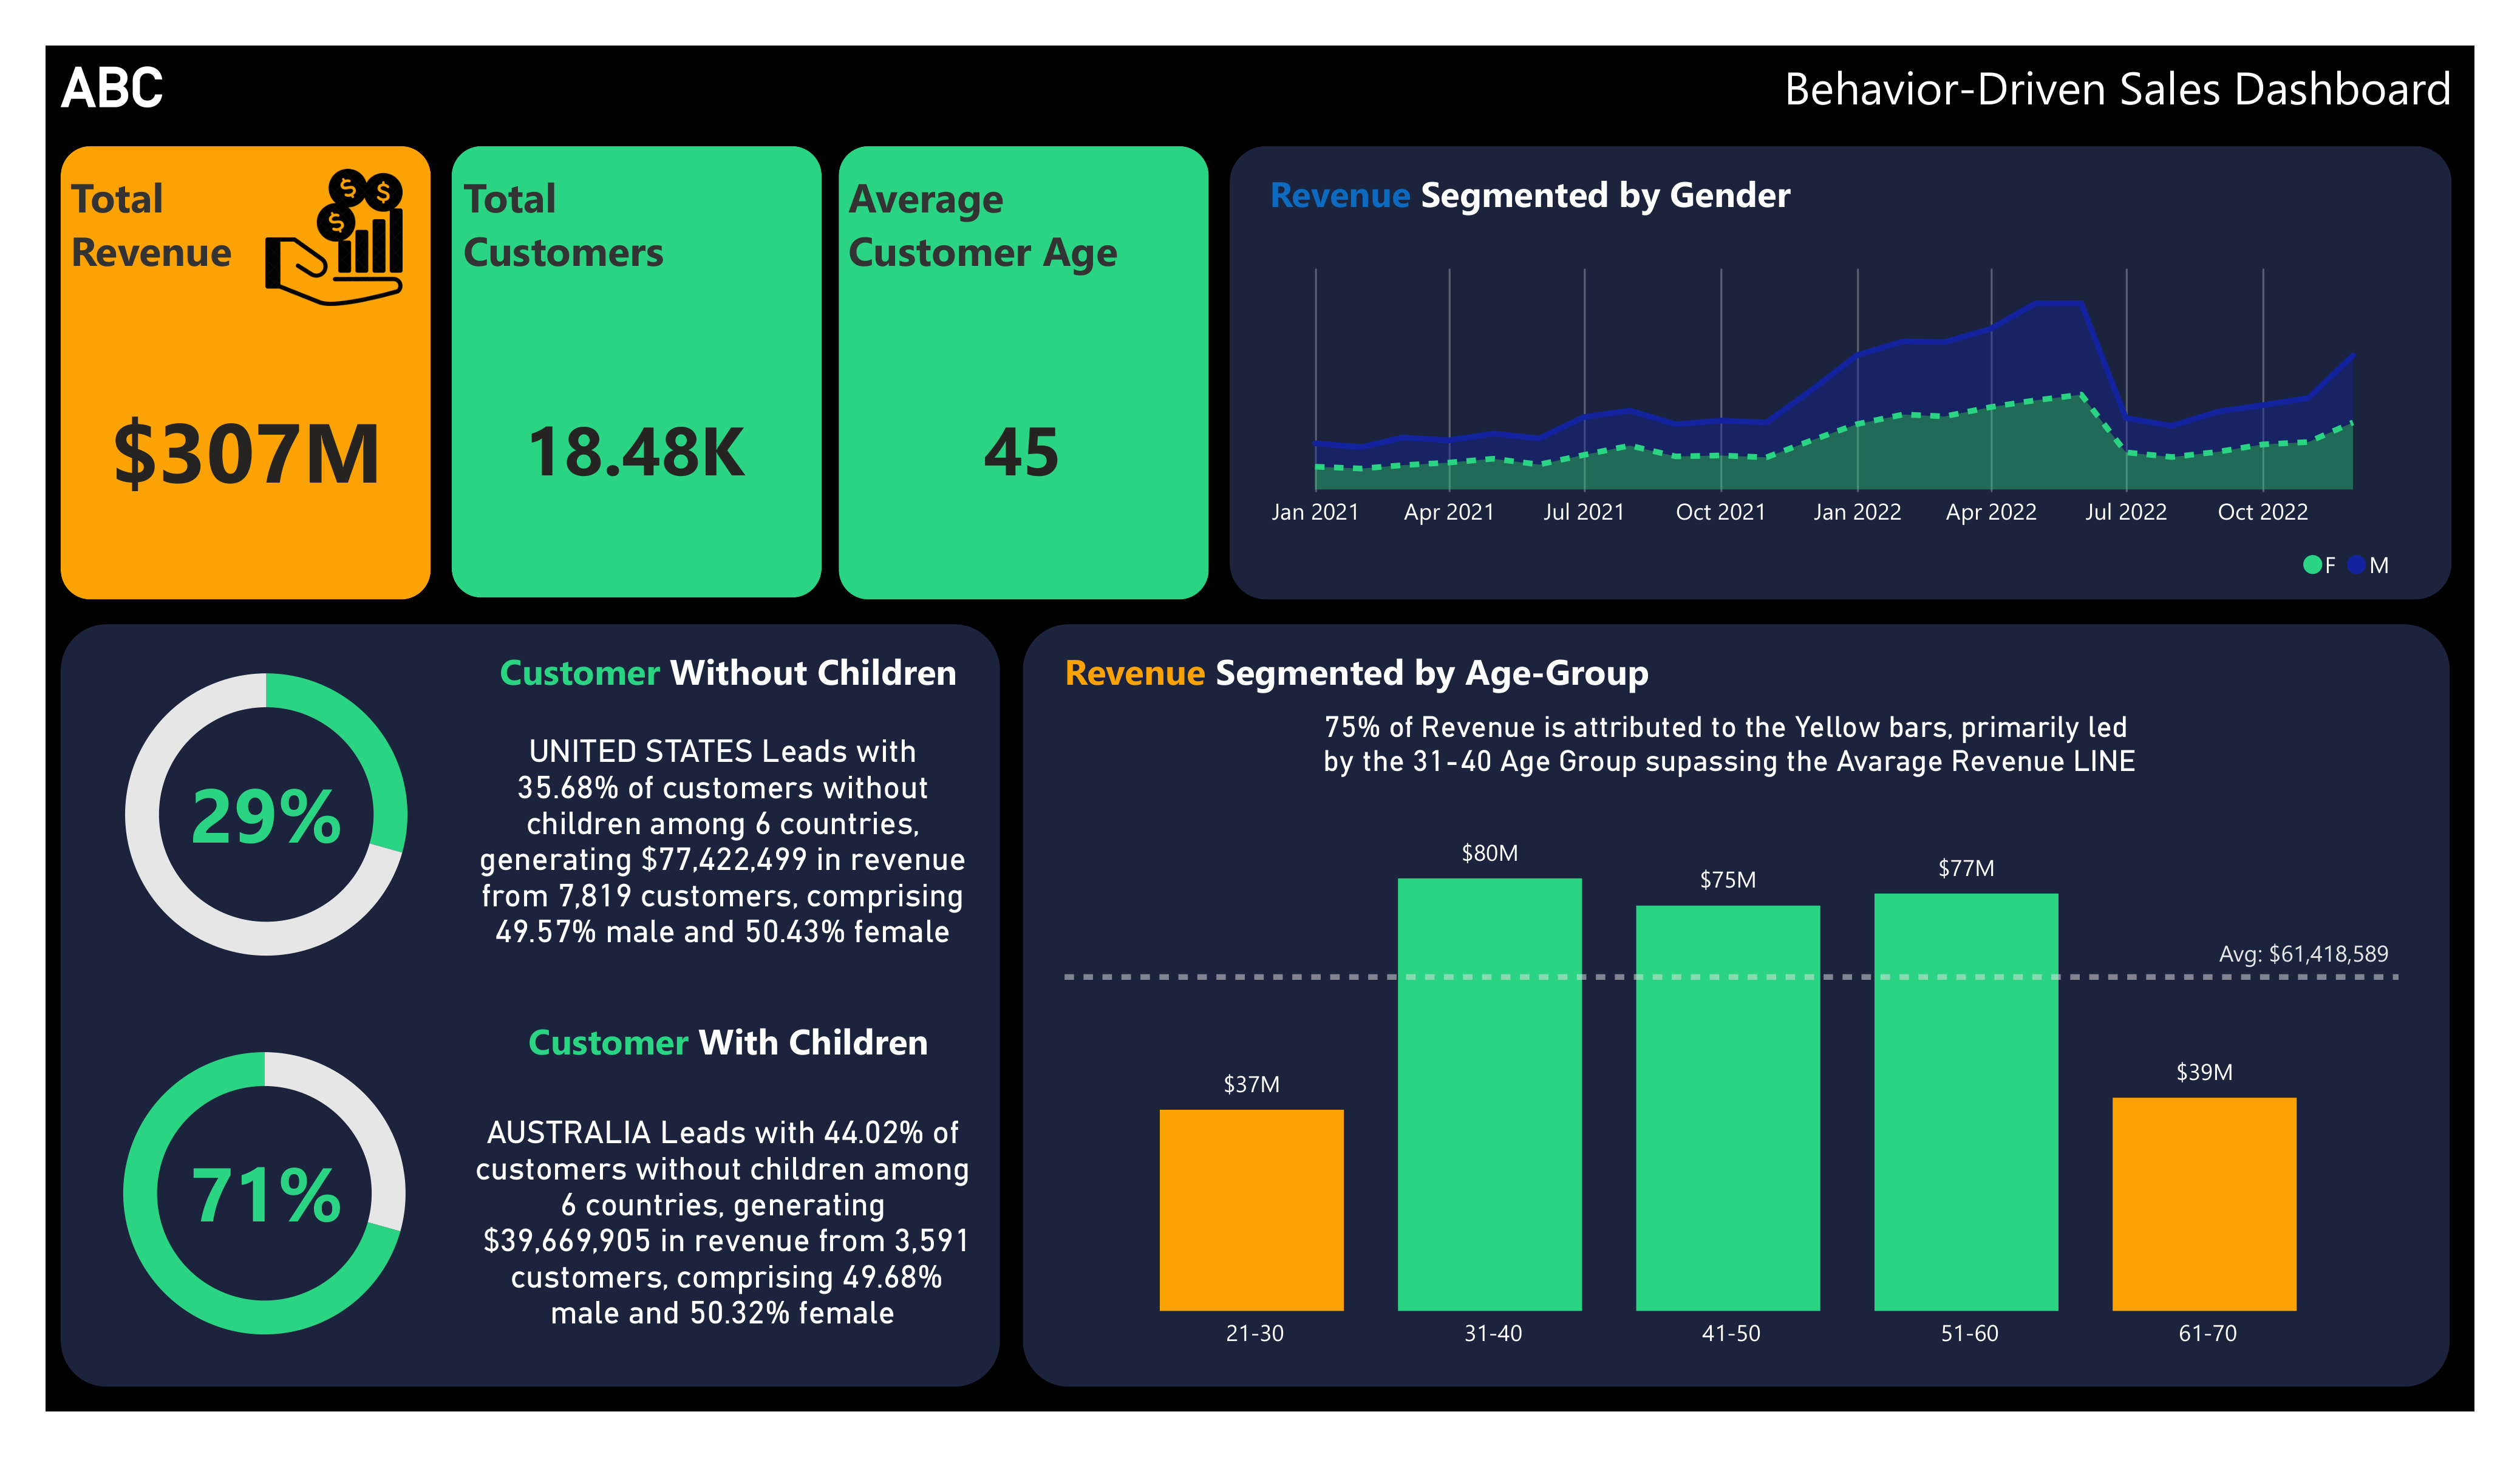 ABC
Behavior-Driven Sales Dashboard
Total
Revenue
$307M
Total
Customers
18.48K
Average
Customer Age
45
Revenue Segmented by Gender
Jan 2021 Apr 2021 Jul 2021 Oct 2021 Jan 2022 Apr 2022 Jul 2022 Oct 2022
F M
29%
Customer Without Children
UNITED STATES Leads with
35.68% of customers without
children among 6 countries,
generating $77,422,499 in revenue
from 7,819 customers, comprising
49.57% male and 50.43% female
71%
Customer With Children
AUSTRALIA Leads with 44.02% of
customers without children among
6 countries, generating
$39,669,905 in revenue from 3,591
customers, comprising 49.68%
male and 50.32% female
Revenue Segmented by Age-Group
75% of Revenue is attributed to the Yellow bars, primarily led
by the 31-40 Age Group supassing the Avarage Revenue LINE
$80M
$75M
$77M
Avg: $61,418,589
$37M
$39M
21-30 31-40 41-50 51-60 61-70